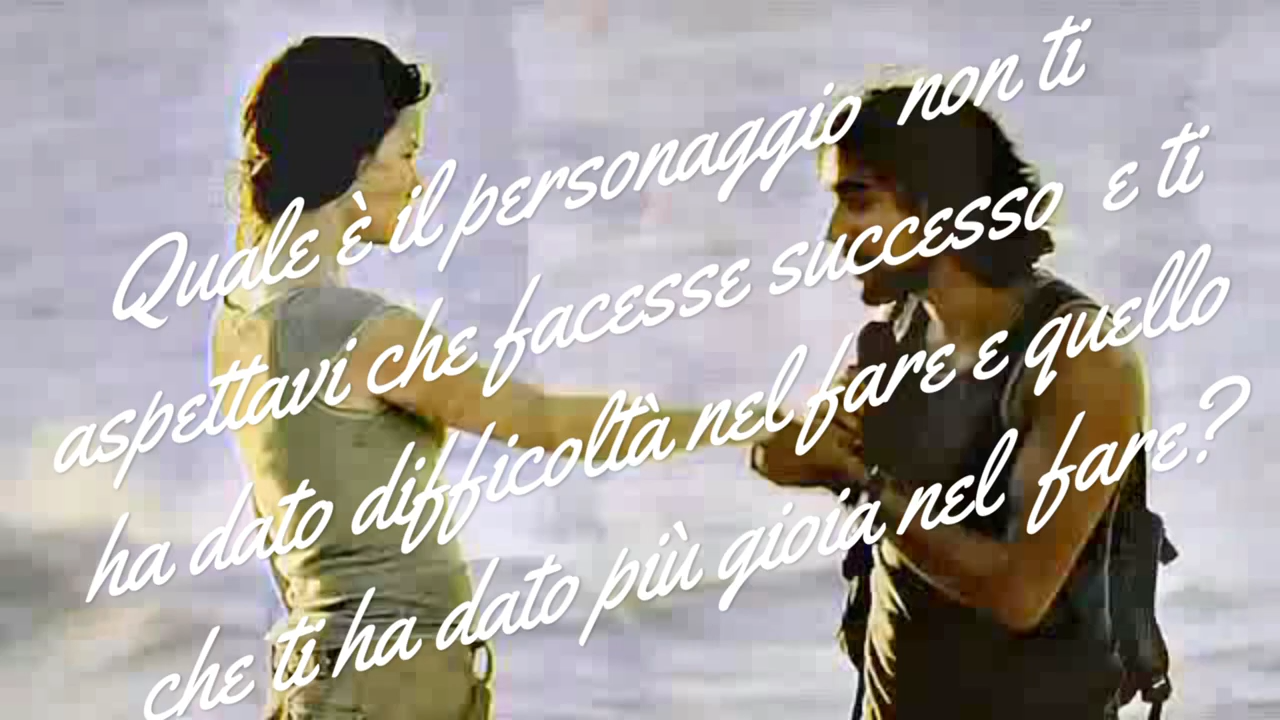 Quale è il personaggio non ti
aspettavi che facesse successo e ti
ha dato difficoltà nel fare e quello
che ti ha dato più gioia nel fare?